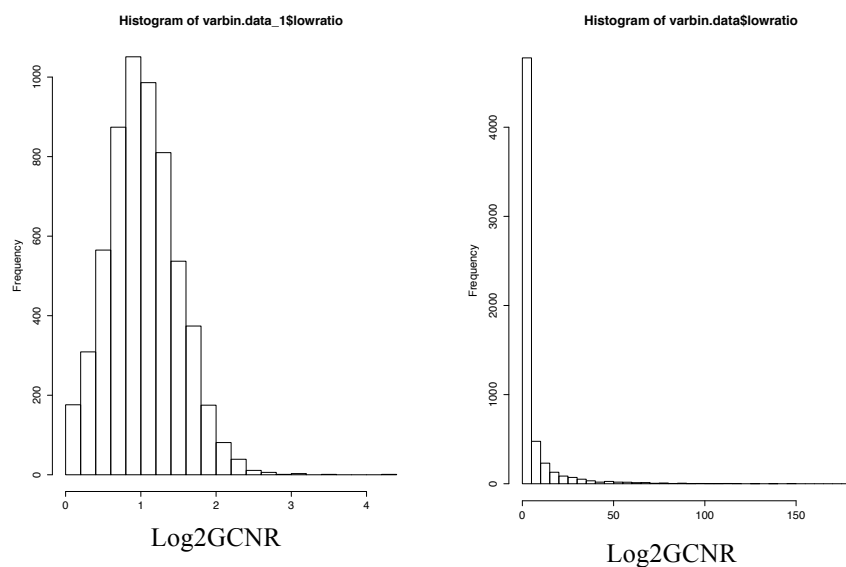 Histogram of varbin.data_1$lowratio
Frequency
0
200
400
600
800
1000
0 1 2 3 4
Log2GCNR
Histogram of varbin.data$lowratio
Frequency
0
1000
2000
3000
4000
0 50 100 150
Log2GCNR